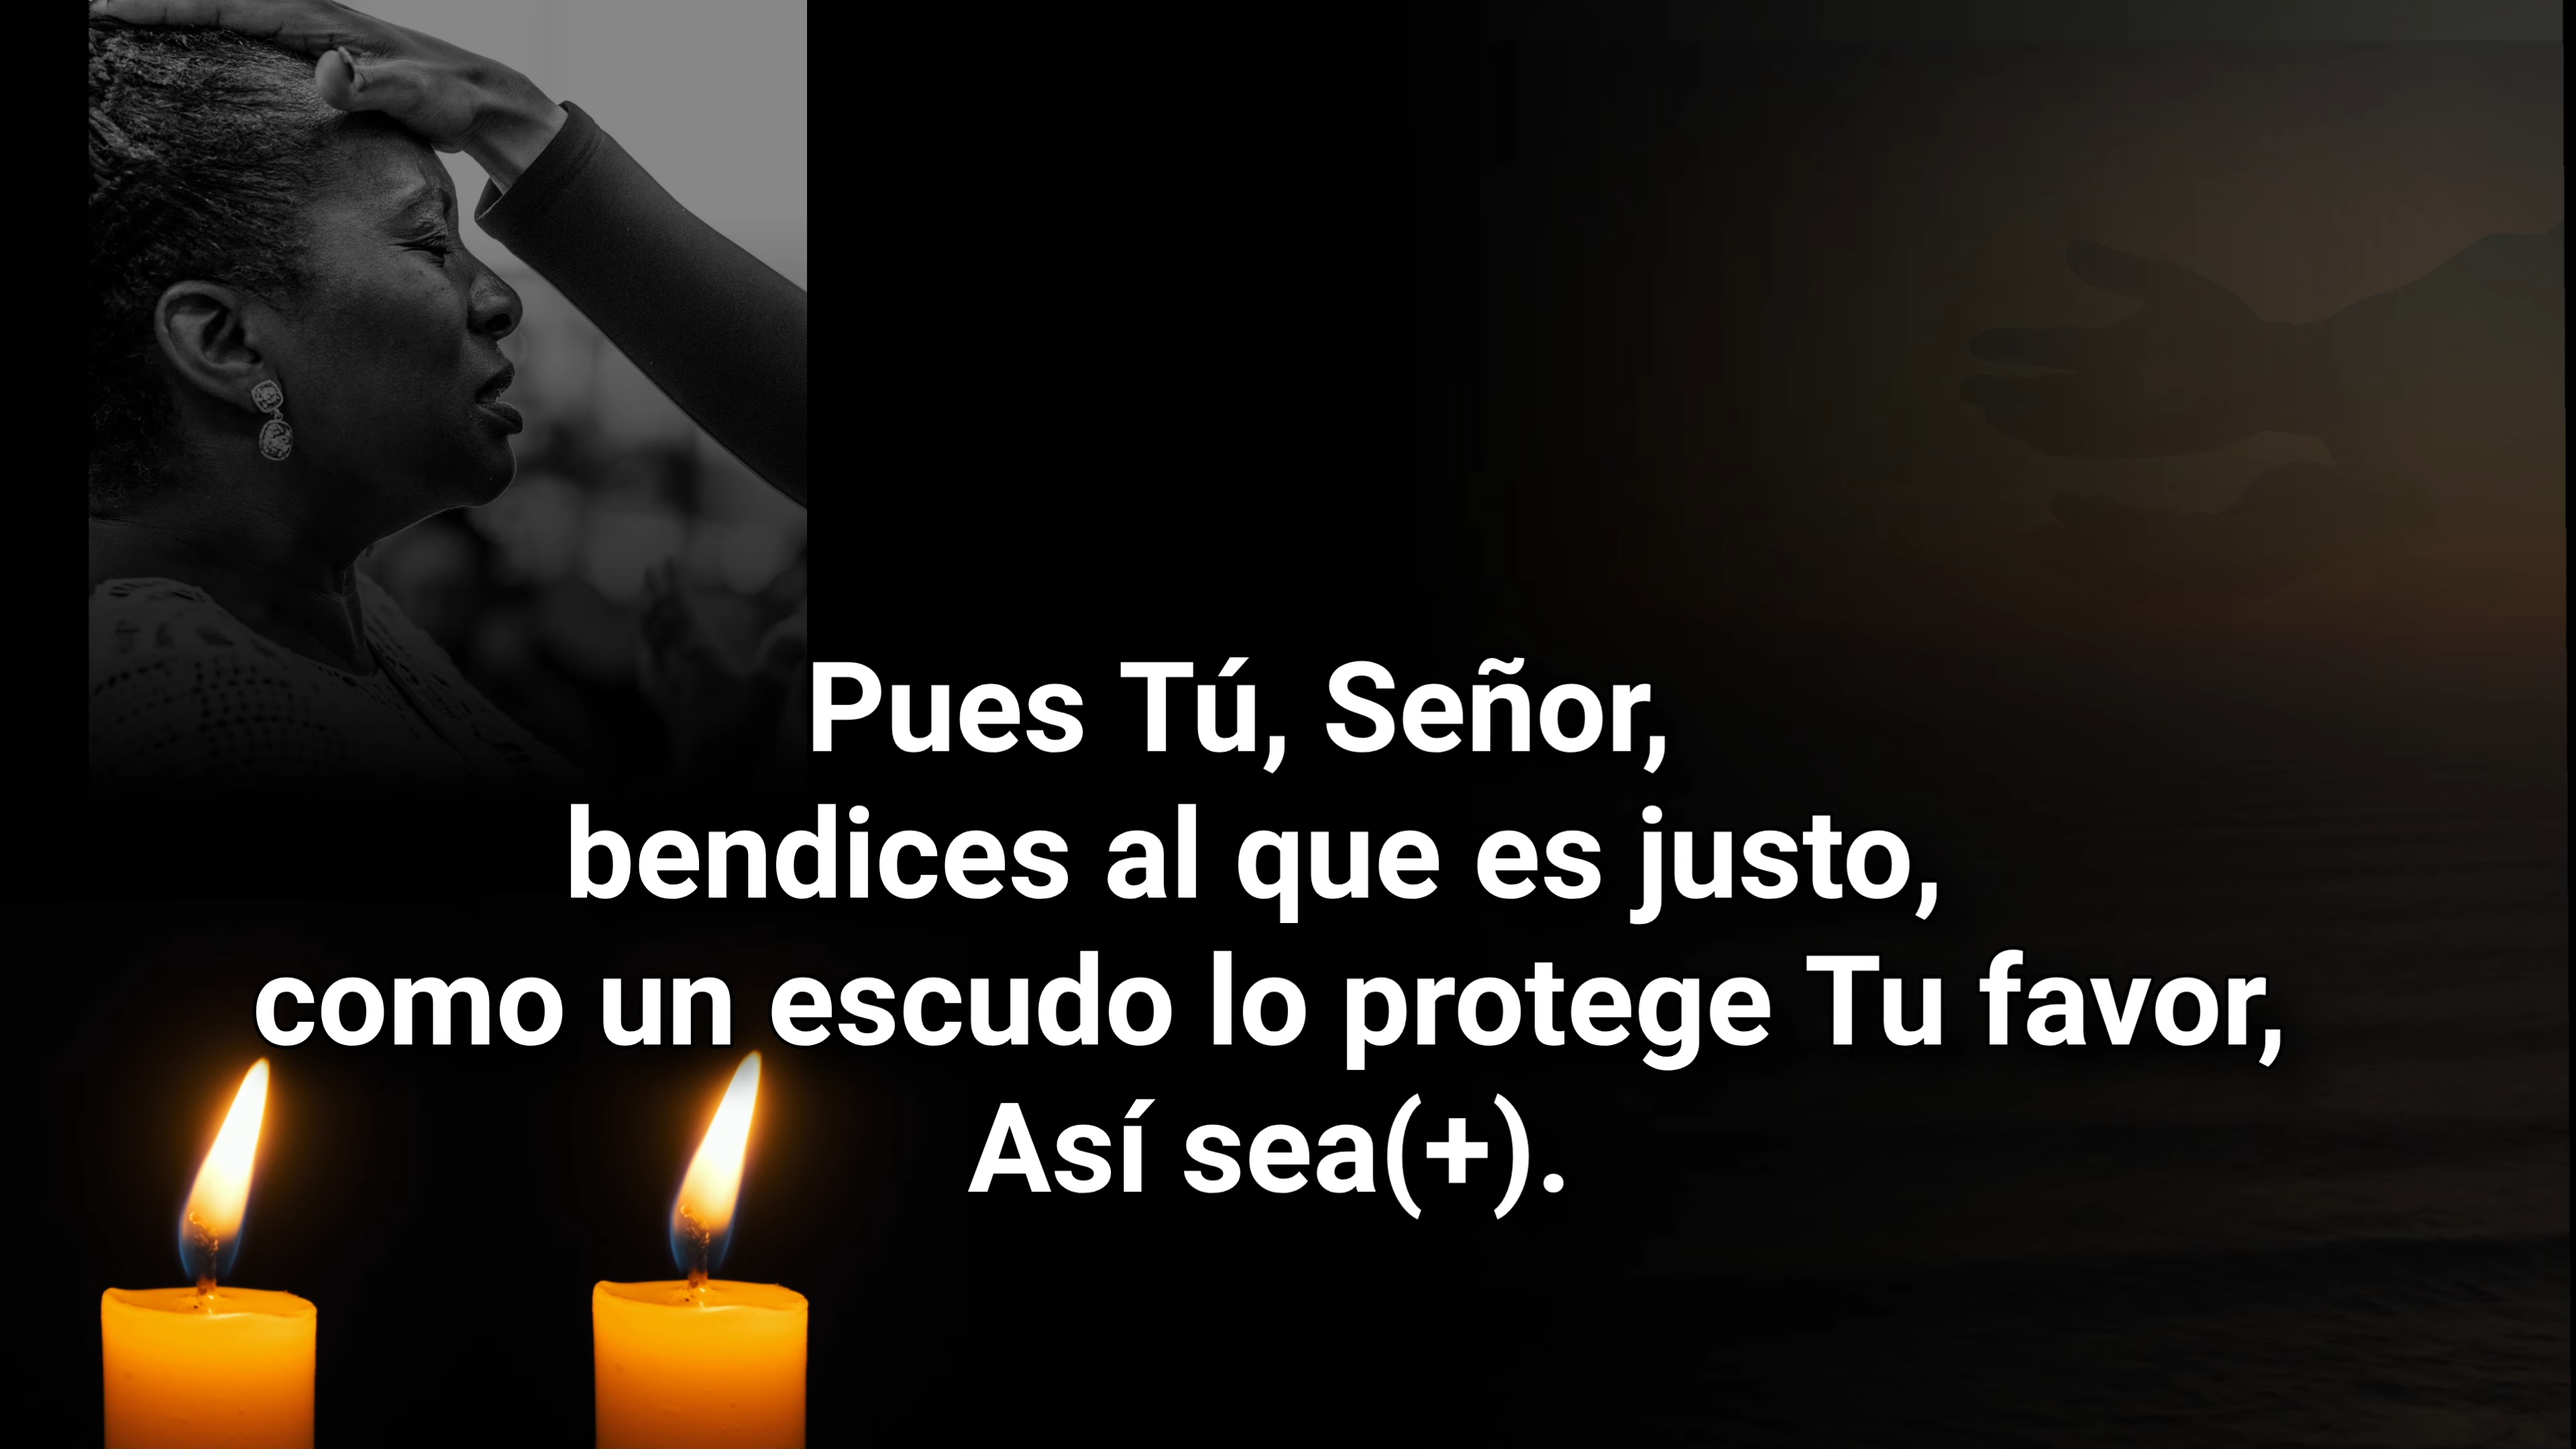 Pues Tú, Señor,
bendices al que es justo,
como un escudo lo protege Tu favor,
Así sea(+).